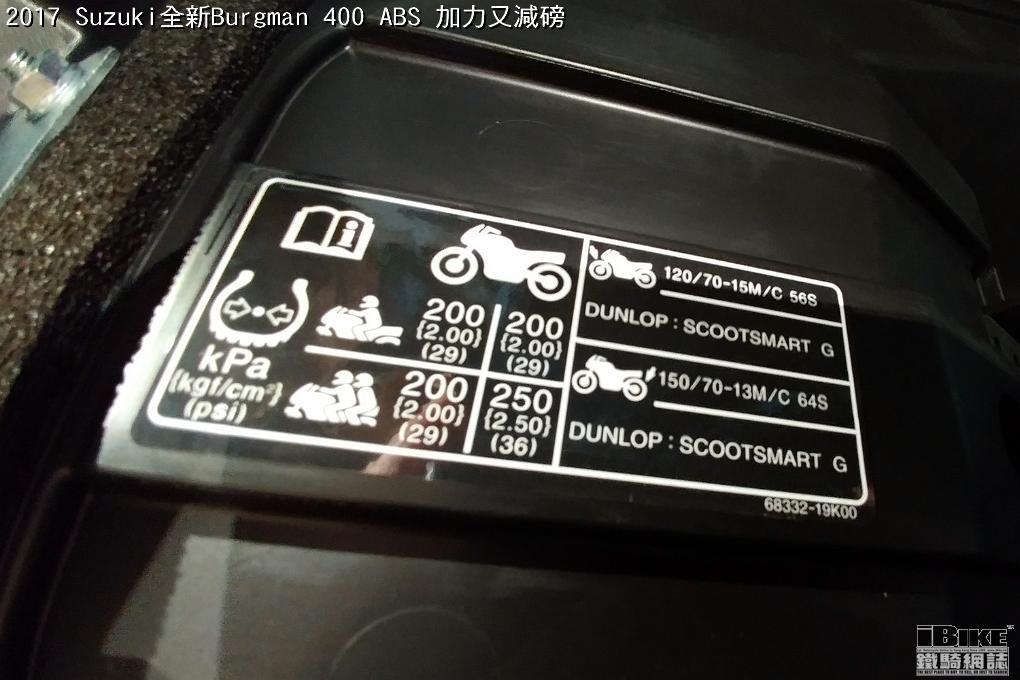 2017 Suzuki全新Burgman 400 ABS 加力又減磅
i
kPa
{kgf/cm²}
(psi)
200
{2.00}
(29)
200
{2.00}
(29)
200
{2.00}
(29)
250
{2.50}
(36)
120/70-15M/C 56S
DUNLOP : SCOOTSMART G
150/70-13M/C 64S
DUNLOP : SCOOTSMART G
68332-19K00
iBIKE
鐵騎網誌